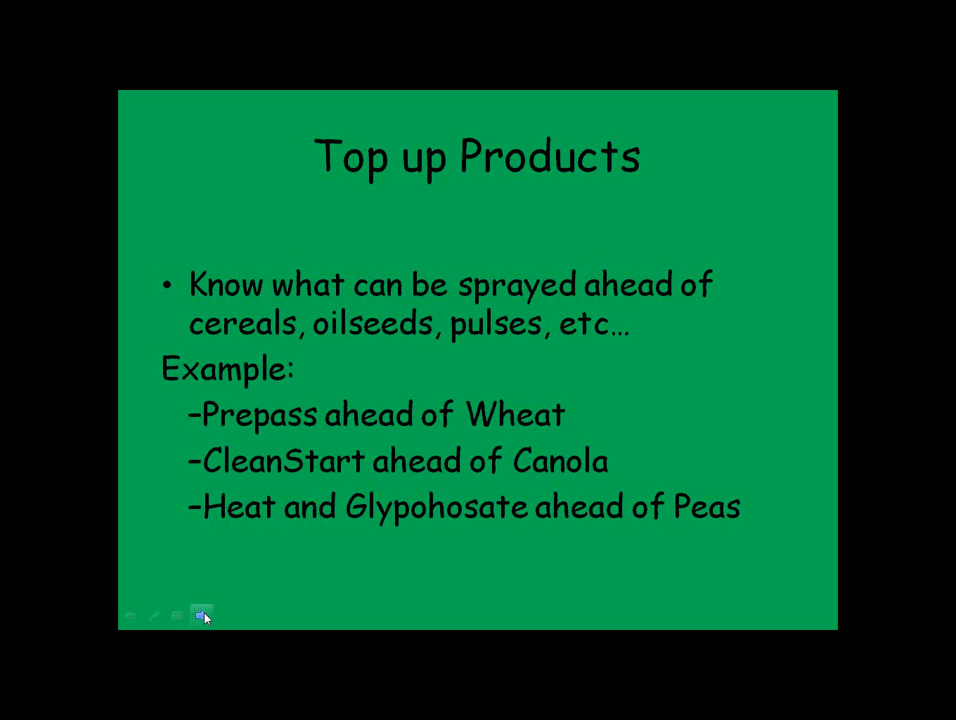 Top up Products
• Know what can be sprayed ahead of
cereals, oilseeds, pulses, etc…
Example:
–Prepass ahead of Wheat
–CleanStart ahead of Canola
–Heat and Glypohosate ahead of Peas